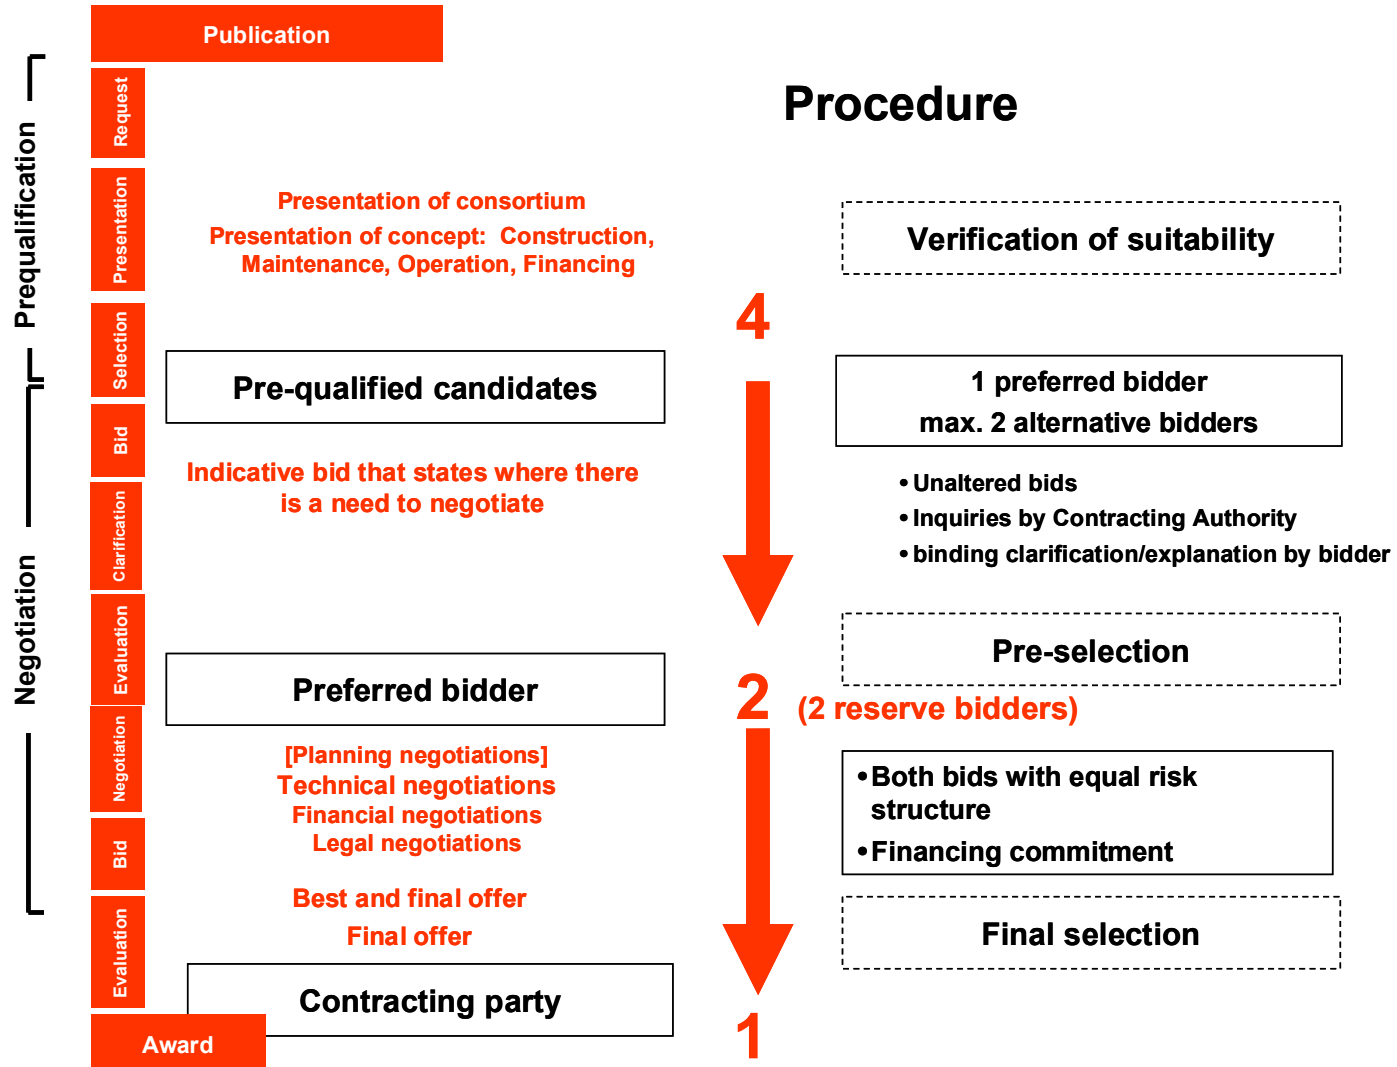 Publication
Procedure
Prequalification
Request
Presentation
Selection
Presentation of consortium
Presentation of concept: Construction,
Maintenance, Operation, Financing
Verification of suitability
4
Pre-qualified candidates
1 preferred bidder
max. 2 alternative bidders
Negotiation
Bid
Clarification
Evaluation
Negotiation
Bid
Evaluation
Indicative bid that states where there
is a need to negotiate
• Unaltered bids
• Inquiries by Contracting Authority
• binding clarification/explanation by bidder
Preferred bidder
Pre-selection
2 (2 reserve bidders)
[Planning negotiations]
Technical negotiations
Financial negotiations
Legal negotiations
• Both bids with equal risk
structure
• Financing commitment
Best and final offer
Final offer
Final selection
Contracting party
Award
1